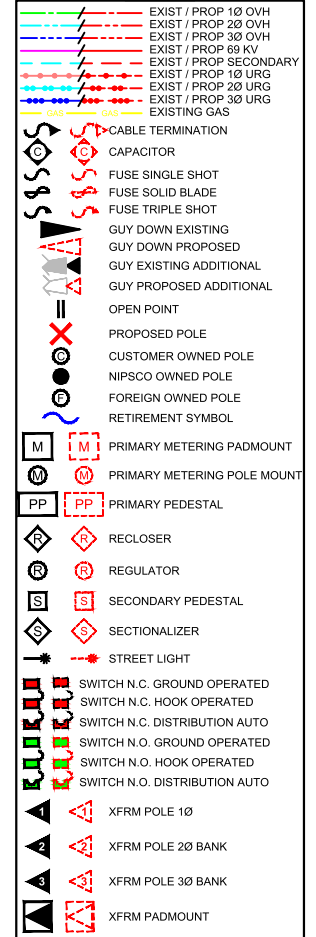 EXIST / PROP 1Ø OVH
EXIST / PROP 2Ø OVH
EXIST / PROP 3Ø OVH
EXIST / PROP 69 KV
EXIST / PROP SECONDARY
EXIST / PROP 1Ø URG
EXIST / PROP 2Ø URG
EXIST / PROP 3Ø URG
GAS GAS EXISTING GAS
CABLE TERMINATION
C C CAPACITOR
FUSE SINGLE SHOT
FUSE SOLID BLADE
FUSE TRIPLE SHOT
GUY DOWN EXISTING
GUY DOWN PROPOSED
GUY EXISTING ADDITIONAL
GUY PROPOSED ADDITIONAL
OPEN POINT
PROPOSED POLE
C CUSTOMER OWNED POLE
NIPSCO OWNED POLE
F FOREIGN OWNED POLE
RETIREMENT SYMBOL
M M PRIMARY METERING PADMOUNT
M M PRIMARY METERING POLE MOUNT
PP PP PRIMARY PEDESTAL
R R RECLOSER
R R REGULATOR
S S SECONDARY PEDESTAL
S S SECTIONALIZER
STREET LIGHT
SWITCH N.C. GROUND OPERATED
SWITCH N.C. HOOK OPERATED
SWITCH N.C. DISTRIBUTION AUTO
SWITCH N.O. GROUND OPERATED
SWITCH N.O. HOOK OPERATED
SWITCH N.O. DISTRIBUTION AUTO
1 1 XFRM POLE 1Ø
2 2 XFRM POLE 2Ø BANK
3 3 XFRM POLE 3Ø BANK
XFRM PADMOUNT